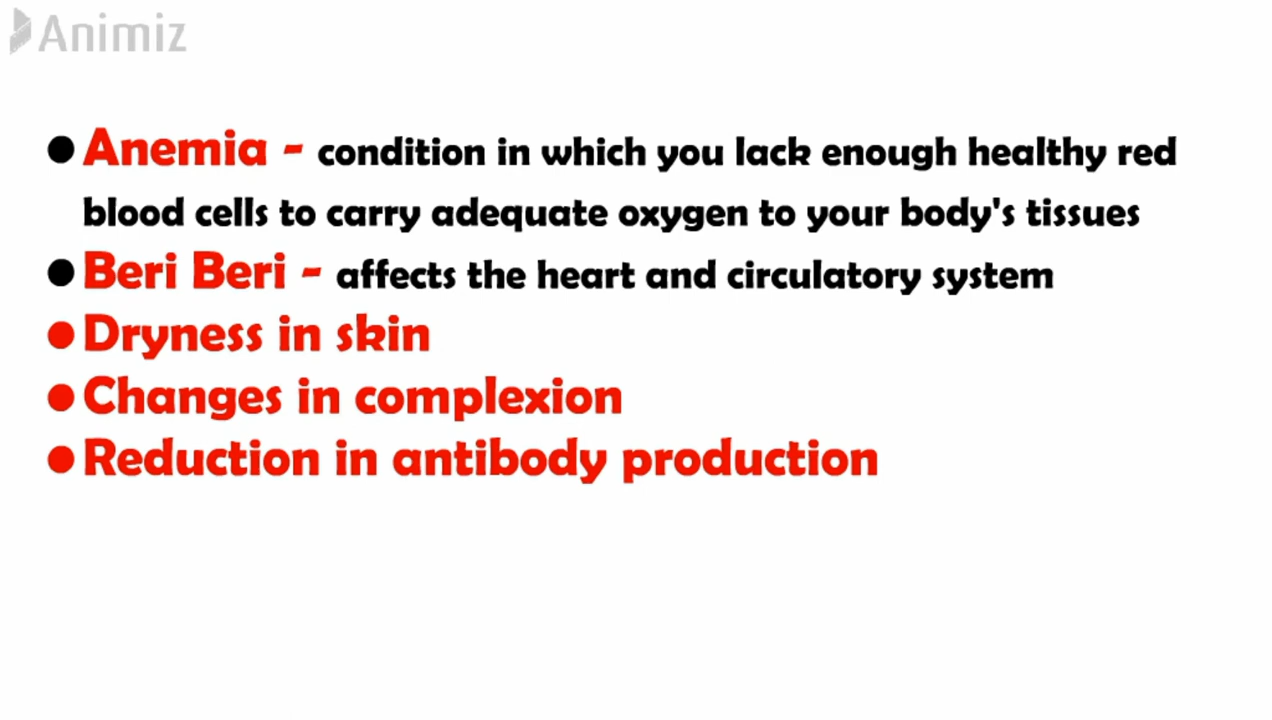 Animiz
● Anemia - condition in which you lack enough healthy red
blood cells to carry adequate oxygen to your body's tissues
● Beri Beri - affects the heart and circulatory system
● Dryness in skin
● Changes in complexion
● Reduction in antibody production